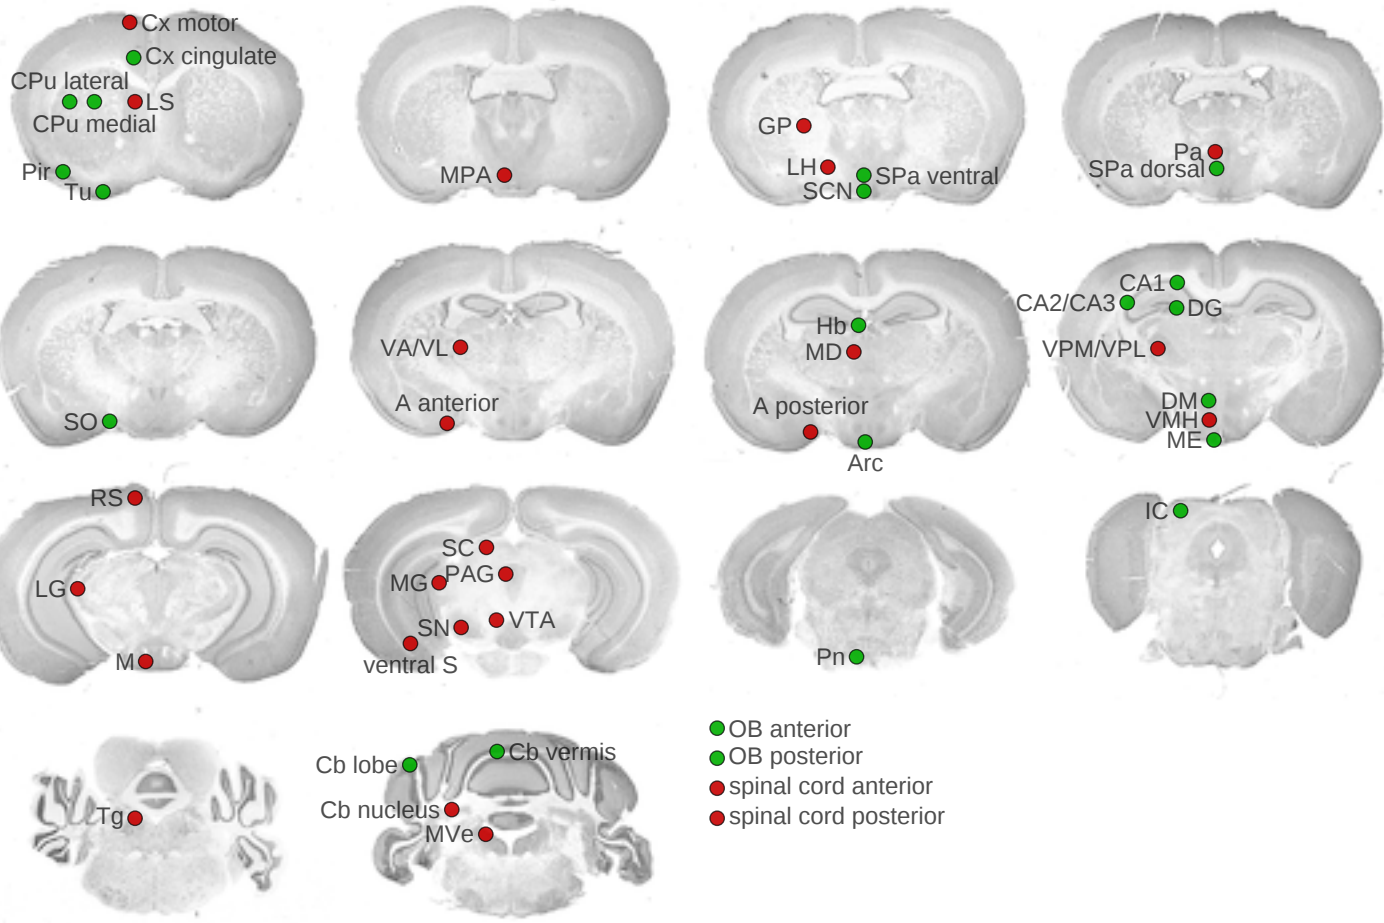 Cx motor
Cx cingulate
CPu lateral
LS
CPu medial
Pir
Tu
MPA
GP
LH
SPa ventral
SCN
Pa
SPa dorsal
SO
VA/VL
A anterior
Hb
MD
A posterior
Arc
CA1
CA2/CA3
DG
VPM/VPL
DM
VMH
ME
RS
LG
M
SC
MG
PAG
SN
VTA
ventral S
Pn
IC
Tg
Cb lobe
Cb vermis
Cb nucleus
MVe
OB anterior
OB posterior
spinal cord anterior
spinal cord posterior